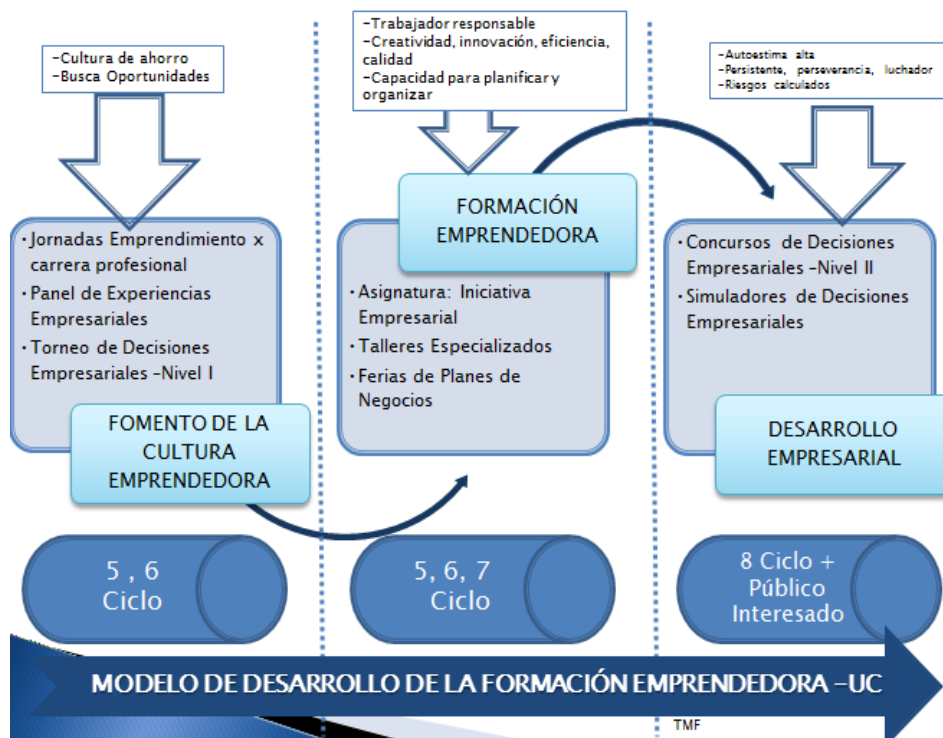 -Cultura de ahorro
-Busca Oportunidades
-Trabajador responsable
-Creatividad, innovación, eficiencia,
calidad
-Capacidad para planificar y
organizar
-Autoestima alta
-Persistente, perseverancia, luchador
-Riesgos calculados
• Jornadas Emprendimiento x
carrera profesional
• Panel de Experiencias
Empresariales
• Torneo de Decisiones
Empresariales -Nivel I
FOMENTO DE LA
CULTURA
EMPRENDEDORA
FORMACIÓN
EMPRENDEDORA
• Asignatura: Iniciativa
Empresarial
• Talleres Especializados
• Ferias de Planes de
Negocios
• Concursos de Decisiones
Empresariales -Nivel II
• Simuladores de Decisiones
Empresariales
DESARROLLO
EMPRESARIAL
5 , 6
Ciclo
5, 6, 7
Ciclo
8 Ciclo +
Público
Interesado
MODELO DE DESARROLLO DE LA FORMACIÓN EMPRENDEDORA -UC
TMF